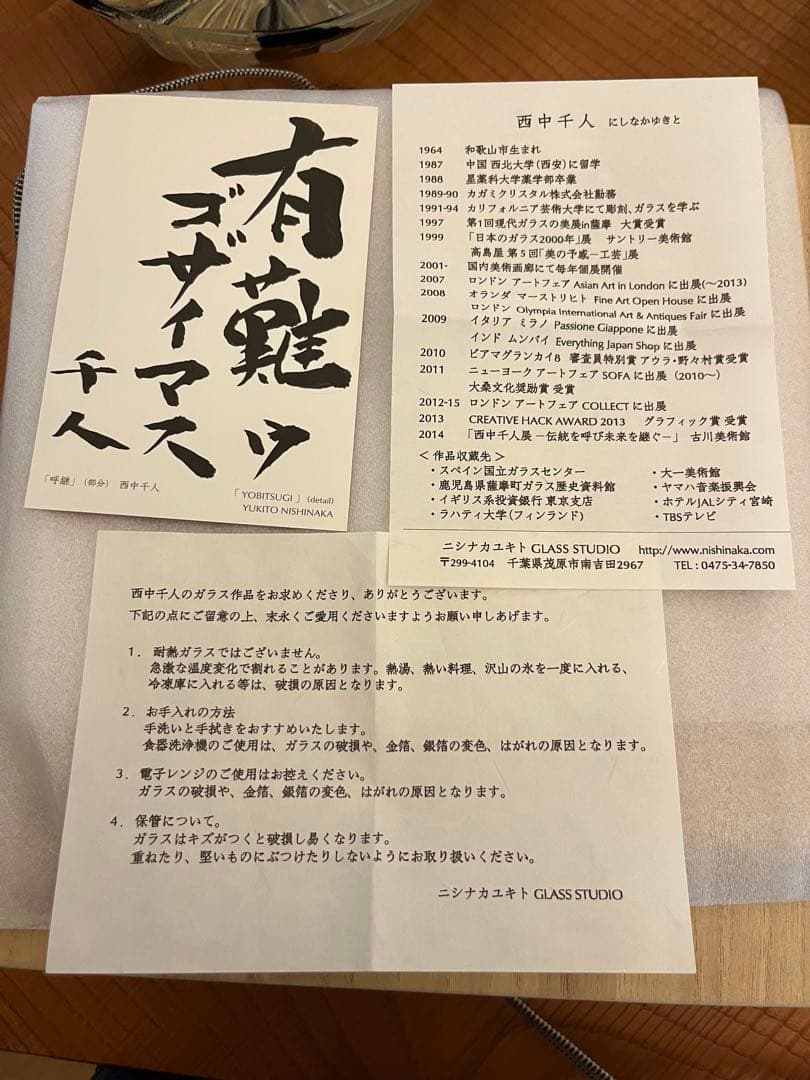 有難ウ
ゴザイマス
千人
「呼継」（部分） 西中千人
「YOBITSUGI」(detail)
YUKITO NISHINAKA
西中千人 にしなかゆきと
1964 和歌山市生まれ
1987 中国 西北大学(西安)に留学
1988 星薬科大学薬学部卒業
1989-90 カガミクリスタル株式会社勤務
1991-94 カリフォルニア芸術大学にて彫刻、ガラスを学ぶ
1997 第1回現代ガラスの美展in薩摩 大賞受賞
1999 「日本のガラス2000年」展 サントリー美術館
高島屋 第5回「美の予感－工芸」展
2001- 国内美術画廊にて毎年個展開催
2007 ロンドン アートフェア Asian Art in London に出展(～2013)
2008 オランダ マーストリヒト Fine Art Open House に出展
ロンドン Olympia International Art & Antiques Fair に出展
2009 イタリア ミラノ Passione Giappone に出展
インド ムンバイ Everything Japan Shop に出展
2010 ビアマグランカイ8 審査員特別賞 アウラ・野々村賞受賞
2011 ニューヨーク アートフェア SOFA に出展（2010～）
大桑文化奨励賞 受賞
2012-15 ロンドン アートフェア COLLECT に出展
2013 CREATIVE HACK AWARD 2013 グラフィック賞 受賞
2014 「西中千人展 －伝統を呼び未来を継ぐ－」 古川美術館
＜作品収蔵先＞
・スペイン国立ガラスセンター ・大一美術館
・鹿児島県薩摩町ガラス歴史資料館 ・ヤマハ音楽振興会
・イギリス系投資銀行 東京支店 ・ホテルJALシティ宮崎
・ラハティ大学(フィンランド) ・TBSテレビ
ニシナカユキト GLASS STUDIO http://www.nishinaka.com
〒299-4104 千葉県茂原市南吉田2967 TEL：0475-34-7850
西中千人のガラス作品をお求めくださり、ありがとうございます。
下記の点にご留意の上、末永くご愛用くださいますようお願い申しあげます。
1．耐熱ガラスではございません。
急激な温度変化で割れることがあります。熱湯、熱い料理、沢山の氷を一度に入れる、
冷凍庫に入れる等は、破損の原因となります。
2．お手入れの方法
手洗いと手拭きをおすすめいたします。
食器洗浄機のご使用は、ガラスの破損や、金箔、銀箔の変色、はがれの原因となります。
3．電子レンジのご使用はお控えください。
ガラスの破損や、金箔、銀箔の変色、はがれの原因となります。
4．保管について。
ガラスはキズがつくと破損し易くなります。
重ねたり、堅いものにぶつけたりしないようにお取り扱いください。
ニシナカユキト GLASS STUDIO